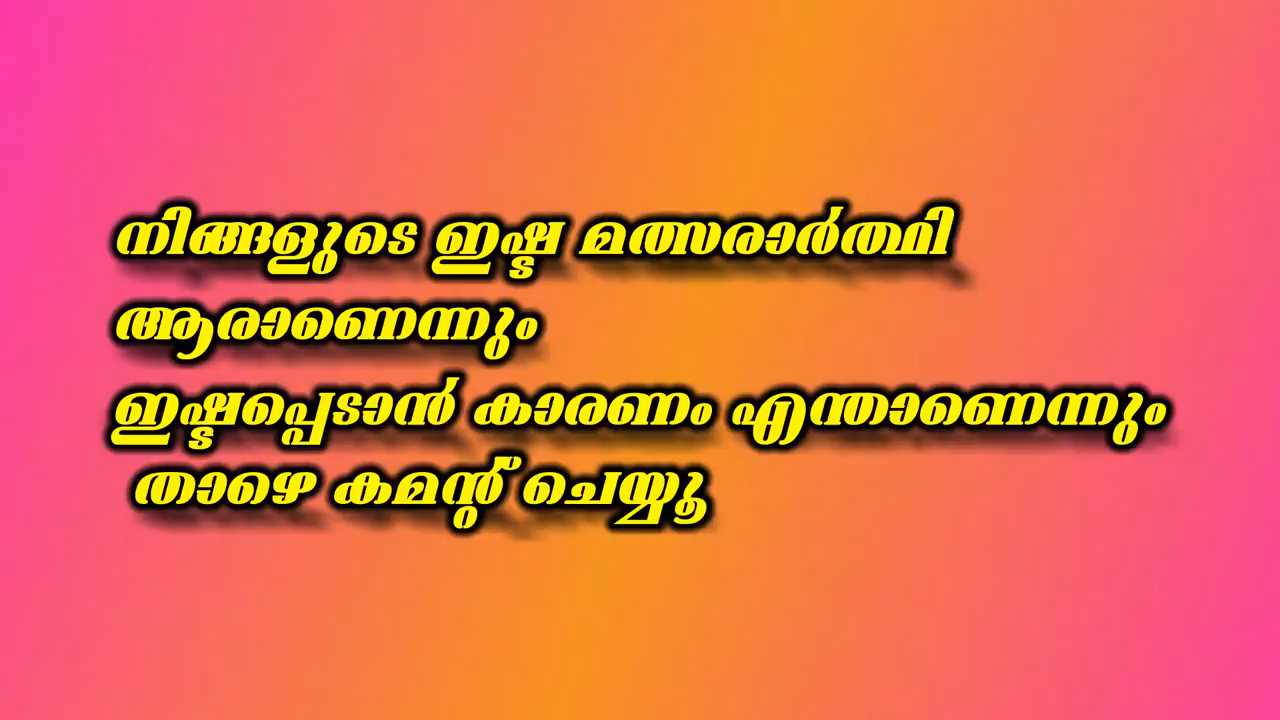 നിങ്ങളുടെ ഇഷ്ട മത്സരാർത്ഥി
ആരാണെന്നും
ഇഷ്ടപ്പെടാൻ കാരണം എന്താണെന്നും
താഴെ കമന്റ് ചെയ്യൂ